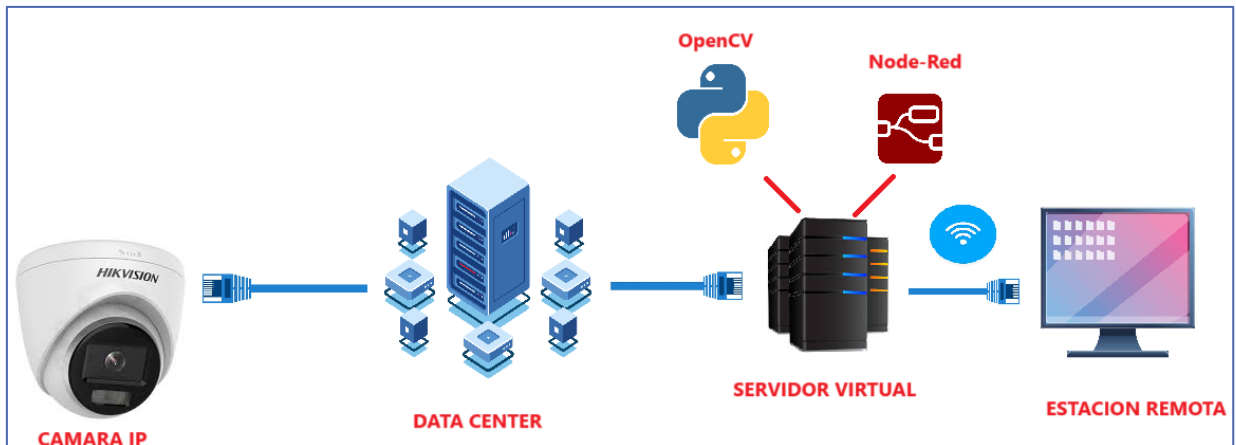 OpenCV
Node-Red
HIKVISION
CAMARA IP
DATA CENTER
SERVIDOR VIRTUAL
ESTACION REMOTA